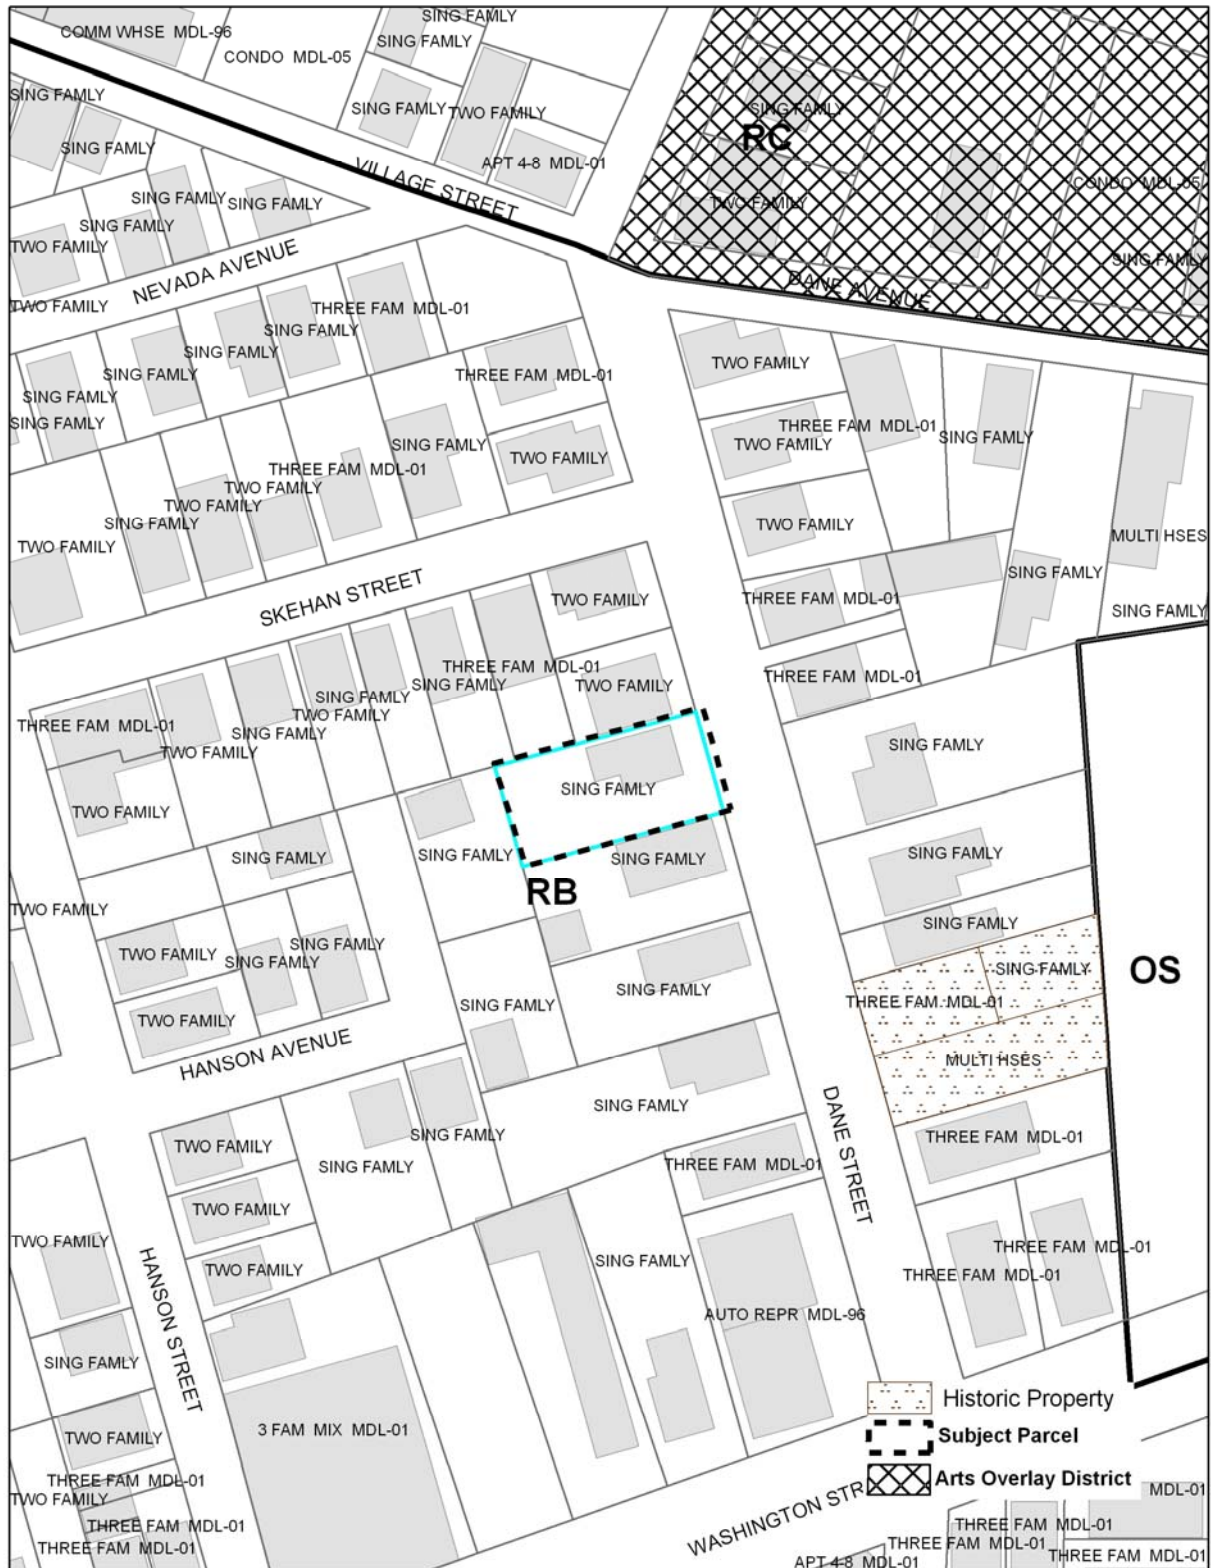 SING FAMLY
COMM WHSE MDL-96
SING FAMLY
CONDO MDL-05
SING FAMLY
SING FAMLY
TWO FAMILY
SING FAMLY
RC
SING FAMLY
APT 4-8 MDL-01
VILLAGE STREET
CONDO MDL-05
SING FAMLY
SING FAMLY
TWO FAMILY
SING FAMLY
TWO FAMILY
SING FAMLY
NEVADA AVENUE
DANE AVENUE
TWO FAMILY
THREE FAM MDL-01
SING FAMLY
SING FAMLY
TWO FAMILY
SING FAMLY
THREE FAM MDL-01
SING FAMLY
SING FAMLY
THREE FAM MDL-01
TWO FAMILY
SING FAMLY
SING FAMLY
TWO FAMILY
THREE FAM MDL-01
TWO FAMILY
TWO FAMILY
SING FAMLY
TWO FAMILY
MULTI HSES
TWO FAMILY
SING FAMLY
SKEHAN STREET
TWO FAMILY
THREE FAM MDL-01
SING FAMLY
THREE FAM MDL-01
THREE FAM MDL-01
SING FAMLY
TWO FAMILY
SING FAMLY
TWO FAMILY
THREE FAM MDL-01
SING FAMLY
TWO FAMILY
SING FAMLY
SING FAMLY
TWO FAMILY
SING FAMLY
SING FAMLY
SING FAMLY
SING FAMLY
RB
TWO FAMILY
SING FAMLY
SING FAMLY
TWO FAMILY
SING FAMLY
SING FAMLY
OS
SING FAMLY
THREE FAM MDL-01
SING FAMLY
TWO FAMILY
HANSON AVENUE
MULTI HSES
SING FAMLY
DANE STREET
SING FAMLY
TWO FAMILY
THREE FAM MDL-01
SING FAMLY
THREE FAM MDL-01
TWO FAMILY
TWO FAMILY
THREE FAM MDL-01
SING FAMLY
TWO FAMILY
THREE FAM MDL-01
HANSON STREET
AUTO REPR MDL-96
SING FAMLY
Historic Property
3 FAM MIX MDL-01
Subject Parcel
TWO FAMILY
Arts Overlay District
THREE FAM MDL-01
MDL-01
TWO FAMILY
WASHINGTON STR
THREE FAM MDL-01
THREE FAM MDL-01
THREE FAM MDL-01
THREE FAM MDL-01
THREE FAM MDL-01
APT 4-8 MDL-01